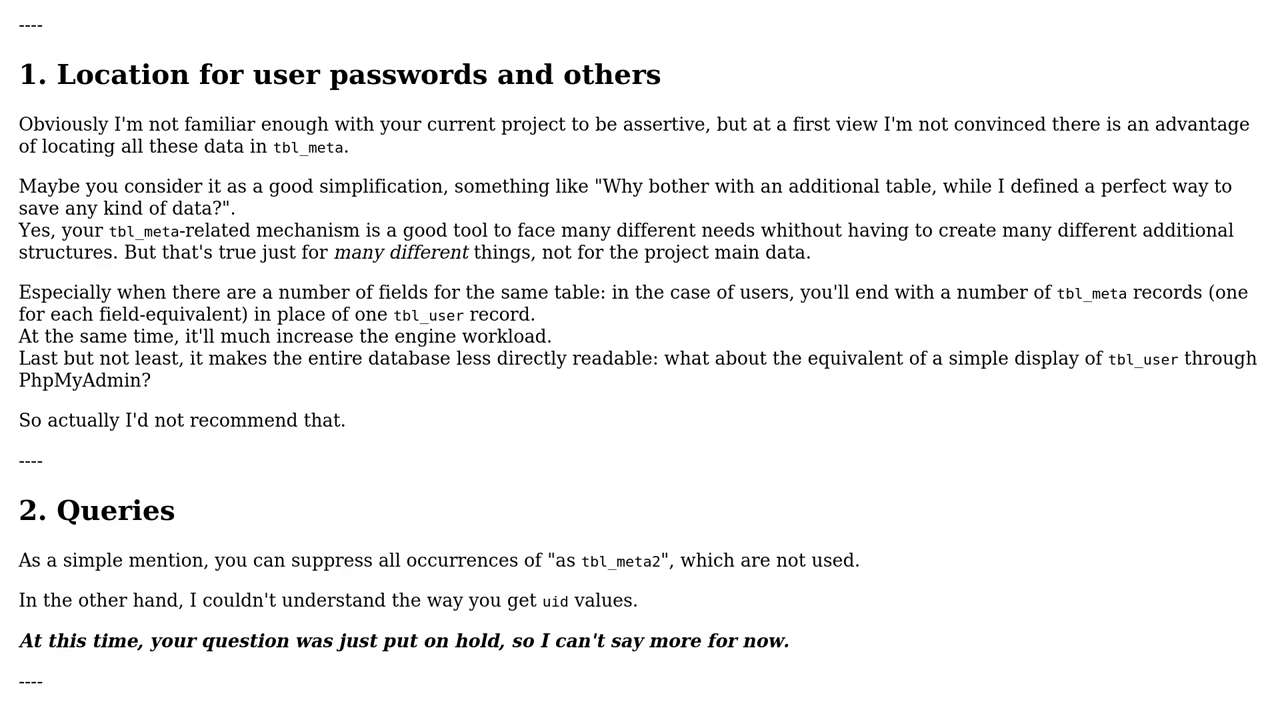 ----
1. Location for user passwords and others
Obviously I'm not familiar enough with your current project to be assertive, but at a first view I'm not convinced there is an advantage
of locating all these data in tbl_meta.
Maybe you consider it as a good simplification, something like "Why bother with an additional table, while I defined a perfect way to
save any kind of data?".
Yes, your tbl_meta-related mechanism is a good tool to face many different needs whithout having to create many different additional
structures. But that's true just for many different things, not for the project main data.
Especially when there are a number of fields for the same table: in the case of users, you'll end with a number of tbl_meta records (one
for each field-equivalent) in place of one tbl_user record.
At the same time, it'll much increase the engine workload.
Last but not least, it makes the entire database less directly readable: what about the equivalent of a simple display of tbl_user through
PhpMyAdmin?
So actually I'd not recommend that.
----
2. Queries
As a simple mention, you can suppress all occurrences of "as tbl_meta2", which are not used.
In the other hand, I couldn't understand the way you get uid values.
At this time, your question was just put on hold, so I can't say more for now.
----